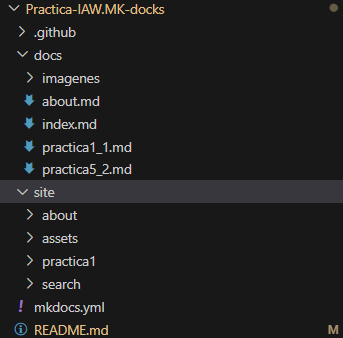 Practica-IAW.MK-docks
.github
docs
imagenes
about.md
index.md
practica1_1.md
practica5_2.md
site
about
assets
practica1
search
! mkdocs.yml
README.md M